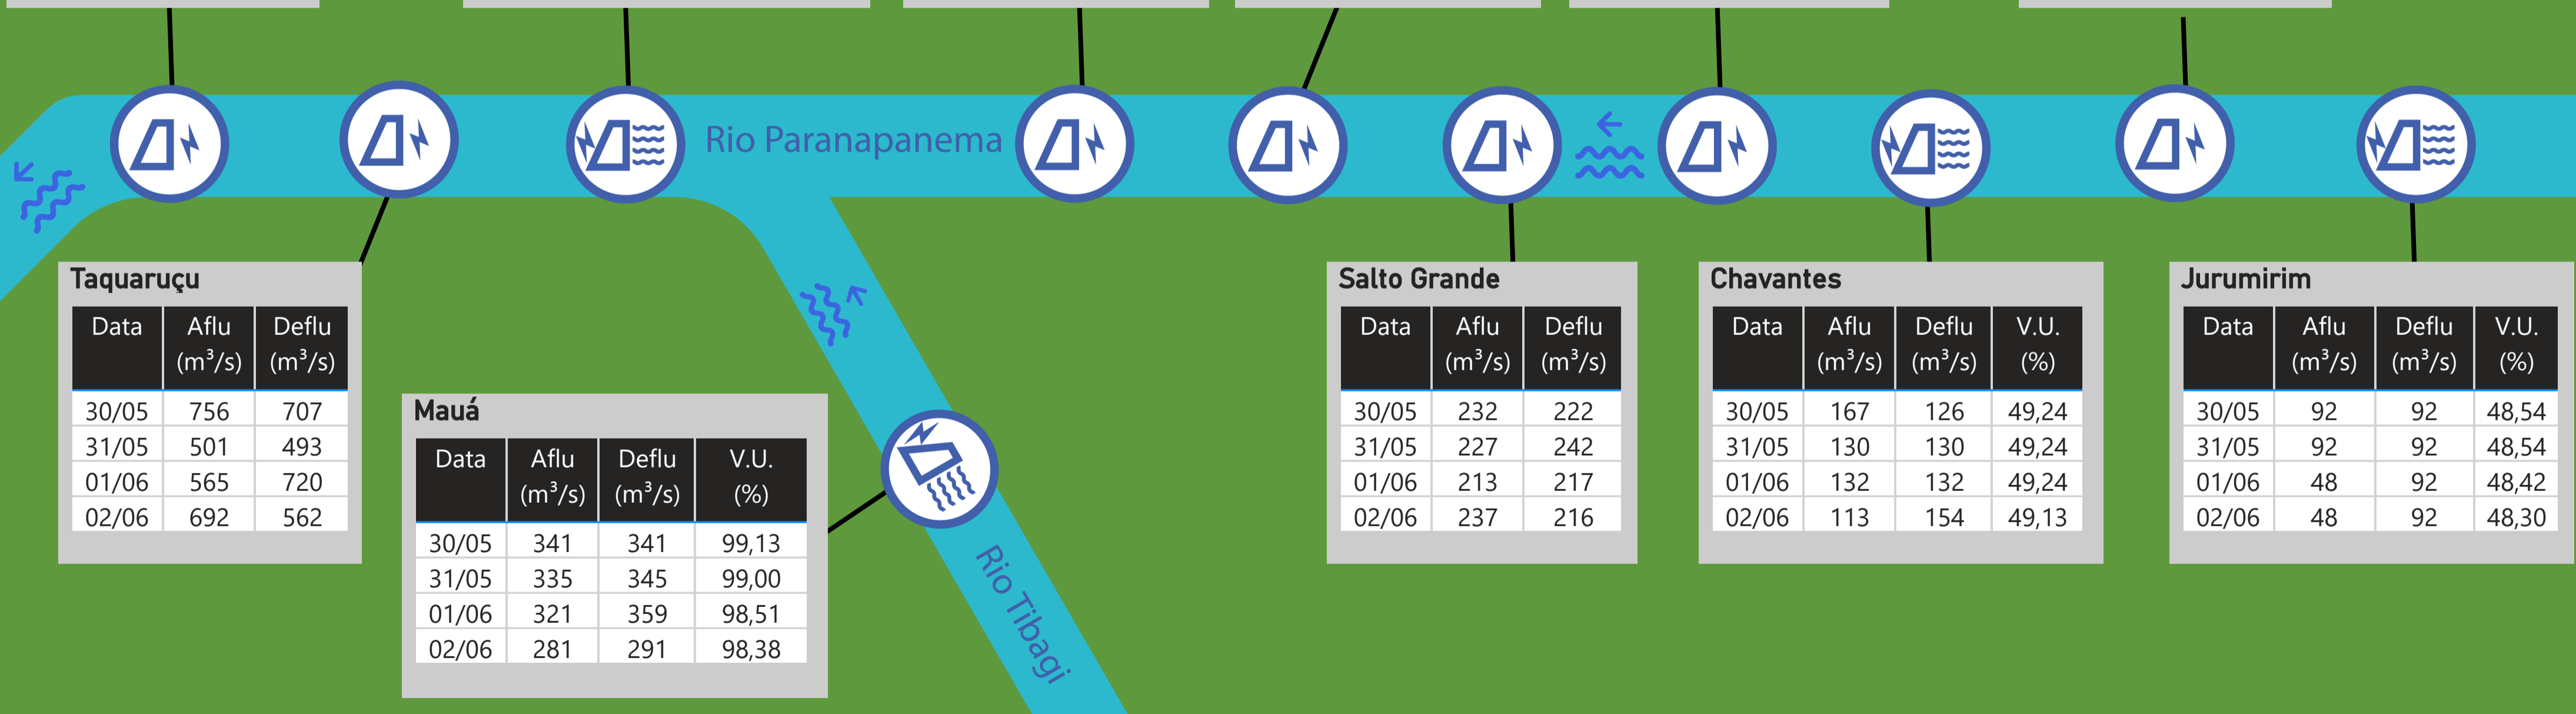 Rio Paranapanema
Taquaruçu
Data Aflu (m³/s) Deflu (m³/s)
30/05 756 707
31/05 501 493
01/06 565 720
02/06 692 562
Mauá
Data Aflu (m³/s) Deflu (m³/s) V.U. (%)
30/05 341 341 99,13
31/05 335 345 99,00
01/06 321 359 98,51
02/06 281 291 98,38
Rio Tibagi
Salto Grande
Data Aflu (m³/s) Deflu (m³/s)
30/05 232 222
31/05 227 242
01/06 213 217
02/06 237 216
Chavantes
Data Aflu (m³/s) Deflu (m³/s) V.U. (%)
30/05 167 126 49,24
31/05 130 130 49,24
01/06 132 132 49,24
02/06 113 154 49,13
Jurumirim
Data Aflu (m³/s) Deflu (m³/s) V.U. (%)
30/05 92 92 48,54
31/05 92 92 48,54
01/06 48 92 48,42
02/06 48 92 48,30